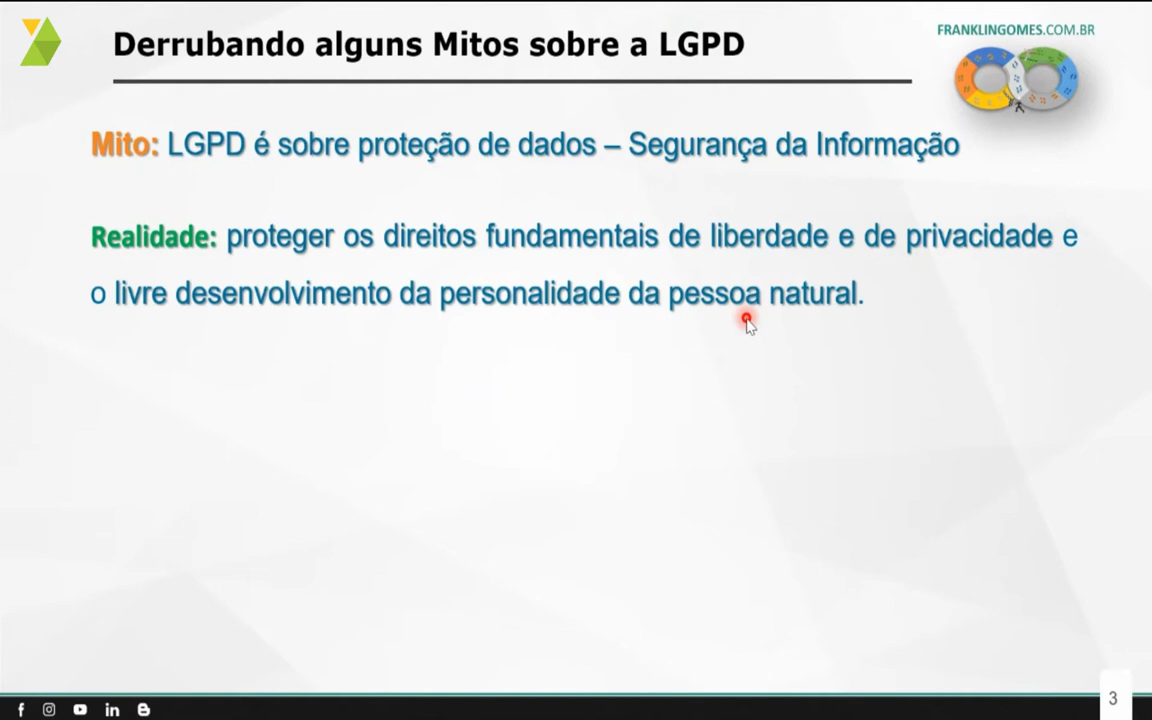 Derrubando alguns Mitos sobre a LGPD
FRANKLINGOMES.COM.BR
Mito: LGPD é sobre proteção de dados – Segurança da Informação
Realidade: proteger os direitos fundamentais de liberdade e de privacidade e
o livre desenvolvimento da personalidade da pessoa natural.
3